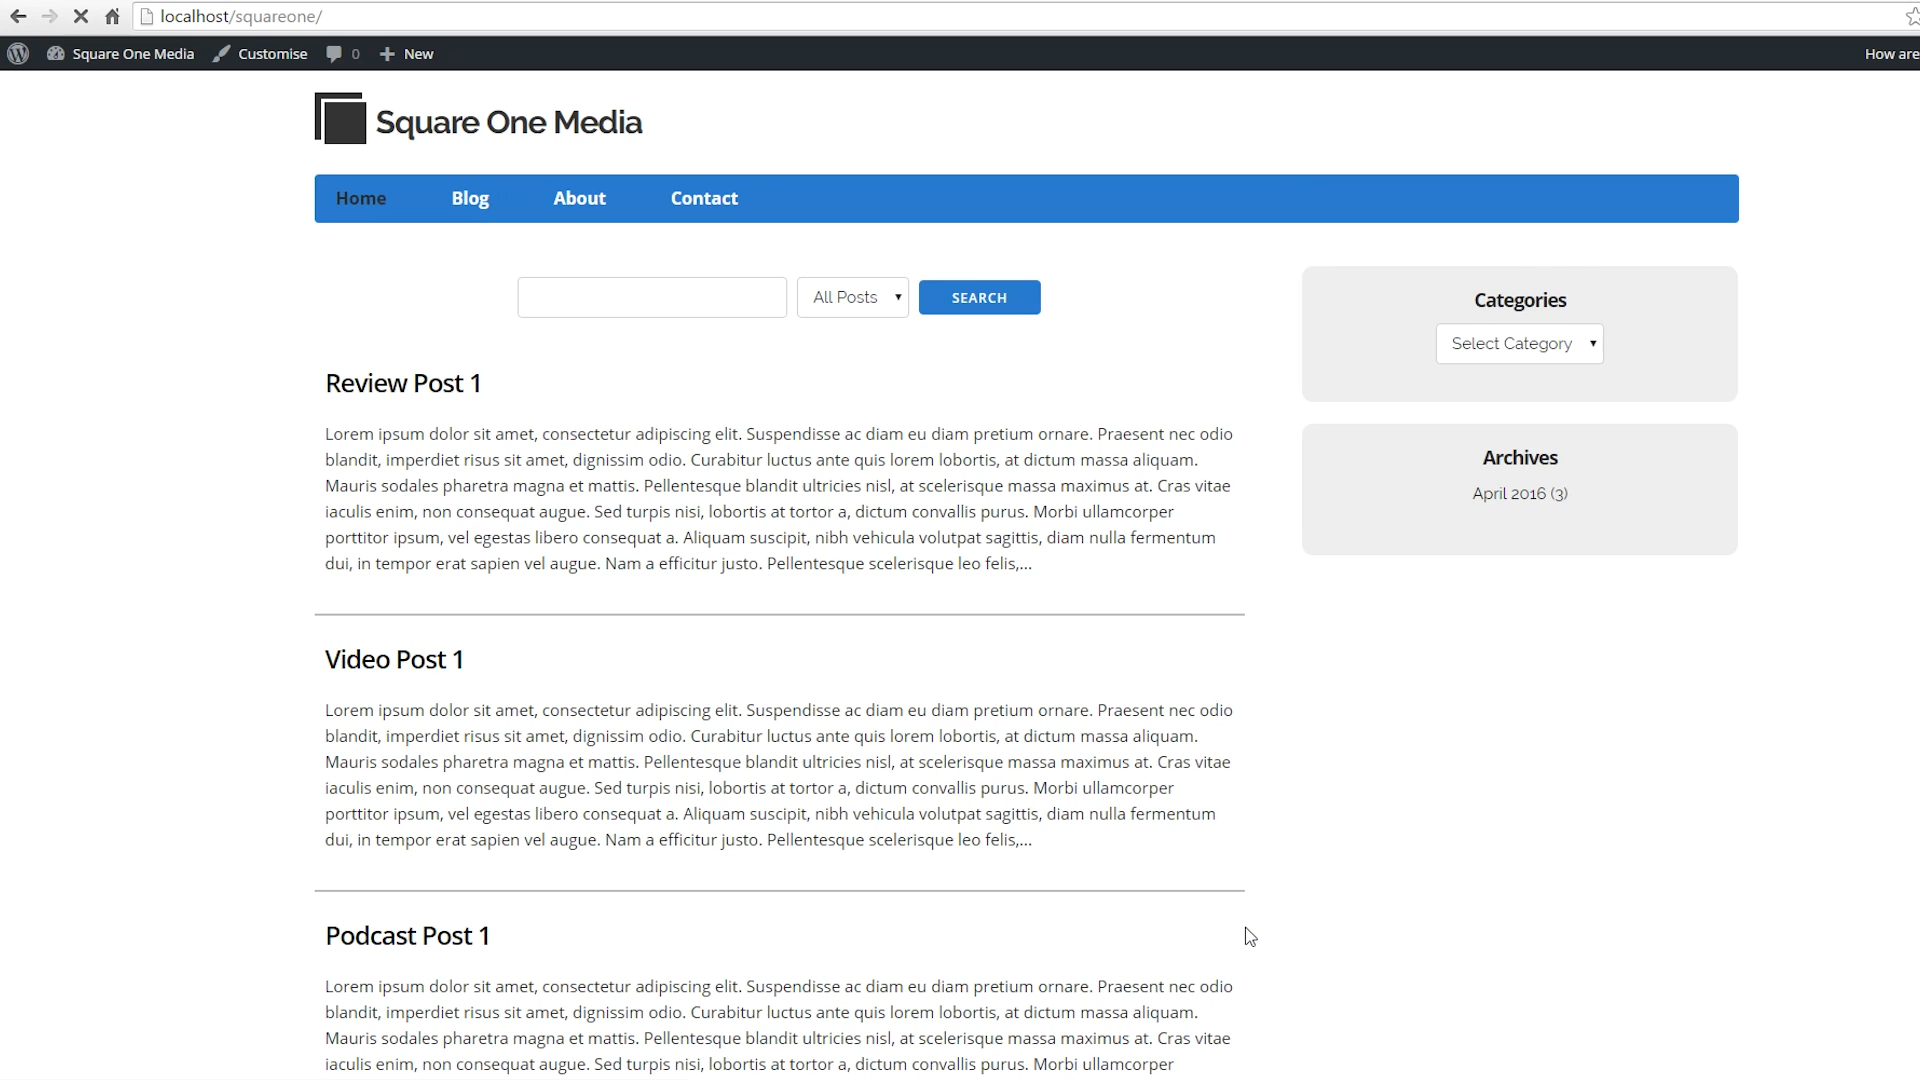 localhost/squareone/
Square One Media Customise 0 New How are
Square One Media
Home Blog About Contact
All Posts SEARCH
Categories
Select Category
Archives
April 2016 (3)
Review Post 1
Lorem ipsum dolor sit amet, consectetur adipiscing elit. Suspendisse ac diam eu diam pretium ornare. Praesent nec odio
blandit, imperdiet risus sit amet, dignissim odio. Curabitur luctus ante quis lorem lobortis, at dictum massa aliquam.
Mauris sodales pharetra magna et mattis. Pellentesque blandit ultricies nisl, at scelerisque massa maximus at. Cras vitae
iaculis enim, non consequat augue. Sed turpis nisi, lobortis at tortor a, dictum convallis purus. Morbi ullamcorper
porttitor ipsum, vel egestas libero consequat a. Aliquam suscipit, nibh vehicula volutpat sagittis, diam nulla fermentum
dui, in tempor erat sapien vel augue. Nam a efficitur justo. Pellentesque scelerisque leo felis,...
Video Post 1
Lorem ipsum dolor sit amet, consectetur adipiscing elit. Suspendisse ac diam eu diam pretium ornare. Praesent nec odio
blandit, imperdiet risus sit amet, dignissim odio. Curabitur luctus ante quis lorem lobortis, at dictum massa aliquam.
Mauris sodales pharetra magna et mattis. Pellentesque blandit ultricies nisl, at scelerisque massa maximus at. Cras vitae
iaculis enim, non consequat augue. Sed turpis nisi, lobortis at tortor a, dictum convallis purus. Morbi ullamcorper
porttitor ipsum, vel egestas libero consequat a. Aliquam suscipit, nibh vehicula volutpat sagittis, diam nulla fermentum
dui, in tempor erat sapien vel augue. Nam a efficitur justo. Pellentesque scelerisque leo felis,...
Podcast Post 1
Lorem ipsum dolor sit amet, consectetur adipiscing elit. Suspendisse ac diam eu diam pretium ornare. Praesent nec odio
blandit, imperdiet risus sit amet, dignissim odio. Curabitur luctus ante quis lorem lobortis, at dictum massa aliquam.
Mauris sodales pharetra magna et mattis. Pellentesque blandit ultricies nisl, at scelerisque massa maximus at. Cras vitae
iaculis enim, non consequat augue. Sed turpis nisi, lobortis at tortor a, dictum convallis purus. Morbi ullamcorper